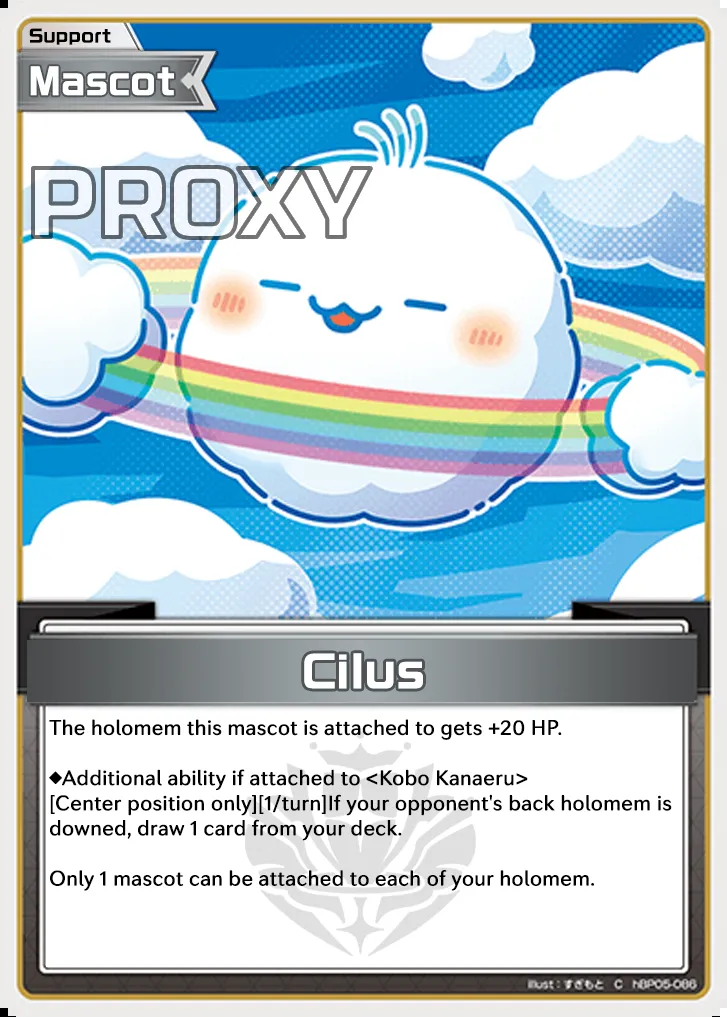 Support
Mascot
PROXY
Cilus
The holomem this mascot is attached to gets +20 HP.
◆Additional ability if attached to <Kobo Kanaeru>
[Center position only][1/turn]If your opponent's back holomem is
downed, draw 1 card from your deck.
Only 1 mascot can be attached to each of your holomem.
illust：すぎもと C hBP05-086